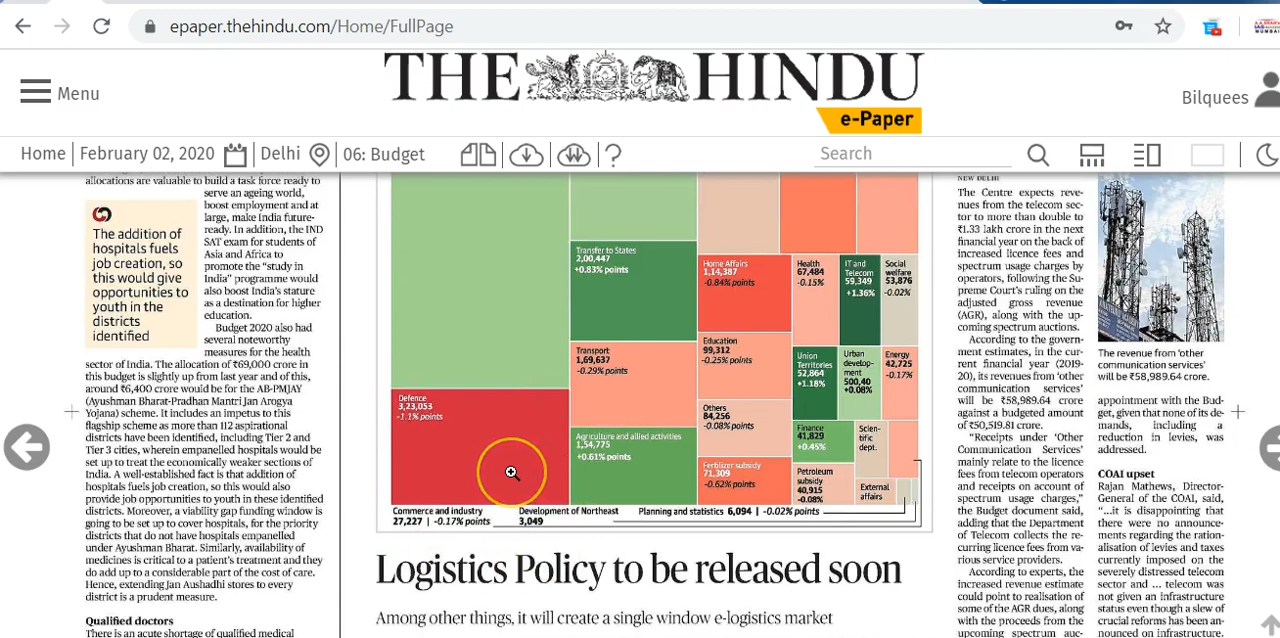 epaper.thehindu.com/Home/FullPage
THE HINDU
e-Paper
Menu
Bilquees
Home
February 02, 2020
Delhi
06: Budget
?
Search
allocations are valuable to build a task force ready to
serve an ageing world,
boost employment and at
large, make India future-
ready. In addition, the IND
SAT exam for students of
Asia and Africa to
promote the "study in
India" programme would
also boost India's stature
as a destination for higher
education.
Budget 2020 also had
several noteworthy
measures for the health
The addition of
hospitals fuels
job creation, so
this would give
opportunities to
youth in the
districts
identified
sector of India. The allocation of ₹69,000 crore in
this budget is slightly up from last year and of this,
around ₹6,400 crore would be for the AB-PMJAY
(Ayushman Bharat-Pradhan Mantri Jan Arogya
Yojana) scheme. It includes an impetus to this
flagship scheme as more than 112 aspirational
districts have been identified, including Tier 2 and
Tier 3 cities, wherein empanelled hospitals would be
set up to treat the economically weaker sections of
India. A well-established fact is that addition of
hospitals fuels job creation, so this would also
provide job opportunities to youth in these identified
districts. Moreover, a viability gap funding window is
going to be set up to cover hospitals, for the priority
districts that do not have hospitals empanelled
under Ayushman Bharat. Similarly, availability of
medicines is critical to a patient's treatment and they
do add up to a considerable part of the cost of care.
Hence, extending Jan Aushadhi stores to every
district is a prudent measure.
Qualified doctors
There is an acute shortage of qualified medical
Transfer to States
2,00,447
+0.83% points
Transport
1,69,637
-0.29% points
Defence
3,23,053
-1.1% points
Agriculture and allied activities
1,54,775
+0.61% points
Home Affairs
1,14,387
-0.84% points
Education
99,312
-0.25% points
Others
84,256
-0.08% points
Fertilizer subsidy
71,309
-0.62% points
Health
67,484
-0.15%
IT and
Telecom
59,349
+1.36%
Social
welfare
53,876
-0.02%
Union
Territories
52,864
+1.18%
Urban
develop-
ment
500,40
+0.08%
Energy
42,725
-0.17%
Finance
41,829
+0.45%
Scien-
tific
dept.
Petroleum
subsidy
40,915
-0.08%
External
affairs
Commerce and industry
27,227 | -0.17% points
Development of Northeast
3,049
Planning and statistics 6,094 | -0.02% points
Logistics Policy to be released soon
Among other things, it will create a single window e-logistics market
NEW DELHI
The Centre expects reve-
nues from the telecom sec-
tor to more than double to
₹1.33 lakh crore in the next
financial year on the back of
increased licence fees and
spectrum usage charges by
operators, following the Su-
preme Court's ruling on the
adjusted gross revenue
(AGR), along with the up-
coming spectrum auctions.
According to the govern-
ment estimates, in the cur-
rent financial year (2019-
20), its revenues from 'other
communication services'
will be ₹58,989.64 crore
against a budgeted amount
of ₹50,519.81 crore.
"Receipts under 'Other
Communication Services'
mainly relate to the licence
fees from telecom operators
and receipts on account of
spectrum usage charges,"
the Budget document said,
adding that the Department
of Telecom collects the re-
curring licence fees from va-
rious service providers.
According to experts, the
increased revenue estimate
could point to realisation of
some of the AGR dues, along
with the proceeds from the
upcoming spectrum auc-
The revenue from 'other
communication services'
will be ₹58,989.64 crore.
appointment with the Bud-
get, given that none of its de-
mands, including a
reduction in levies, was
addressed.
COAI upset
Rajan Mathews, Director-
General of the COAI, said,
"...it is disappointing that
there were no announce-
ments regarding the ration-
alisation of levies and taxes
currently imposed on the
severely distressed telecom
sector and ... telecom was
not given an infrastructure
status even though a slew of
crucial reforms has been an-
nounced on infrastructure.